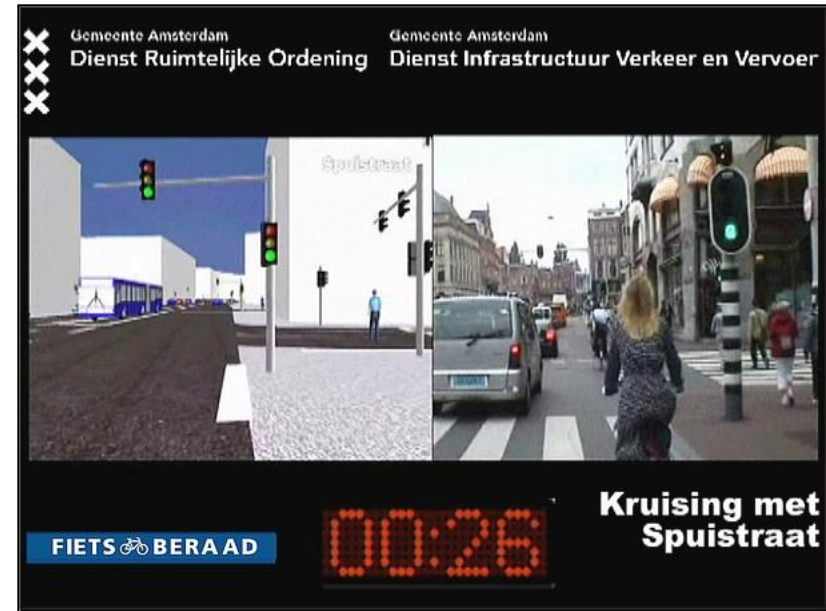 Gemeente Amsterdam
Dienst Ruimtelijke Ordening
Gemeente Amsterdam
Dienst Infrastructuur Verkeer en Vervoer
Spuistraat
FIETS BERAAD
00:26
Kruising met
Spuistraat